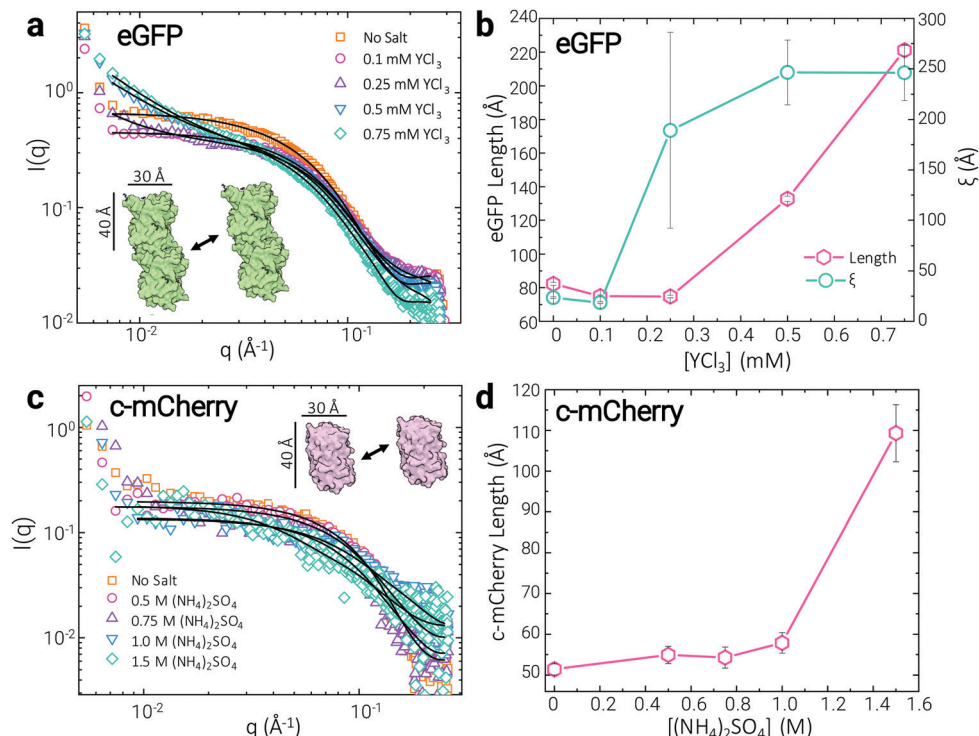 a
eGFP
No Salt
0.1 mM YCl3
0.25 mM YCl3
0.5 mM YCl3
0.75 mM YCl3
30 Å
40 Å
10^0
10^-1
10^-2
I(q)
10^-2
10^-1
q (Å^-1)
b
eGFP
220
200
180
160
140
120
100
80
60
eGFP Length (Å)
300
250
200
150
100
50
0
ξ (Å)
Length
ξ
0
0.1
0.2
0.3
0.4
0.5
0.6
0.7
[YCl3] (mM)
c
c-mCherry
30 Å
40 Å
No Salt
0.5 M (NH4)2SO4
0.75 M (NH4)2SO4
1.0 M (NH4)2SO4
1.5 M (NH4)2SO4
10^0
10^-1
10^-2
I(q)
10^-2
10^-1
q (Å^-1)
d
c-mCherry
120
110
100
90
80
70
60
50
c-mCherry Length (Å)
0.0
0.2
0.4
0.6
0.8
1.0
1.2
1.4
1.6
[(NH4)2SO4] (M)